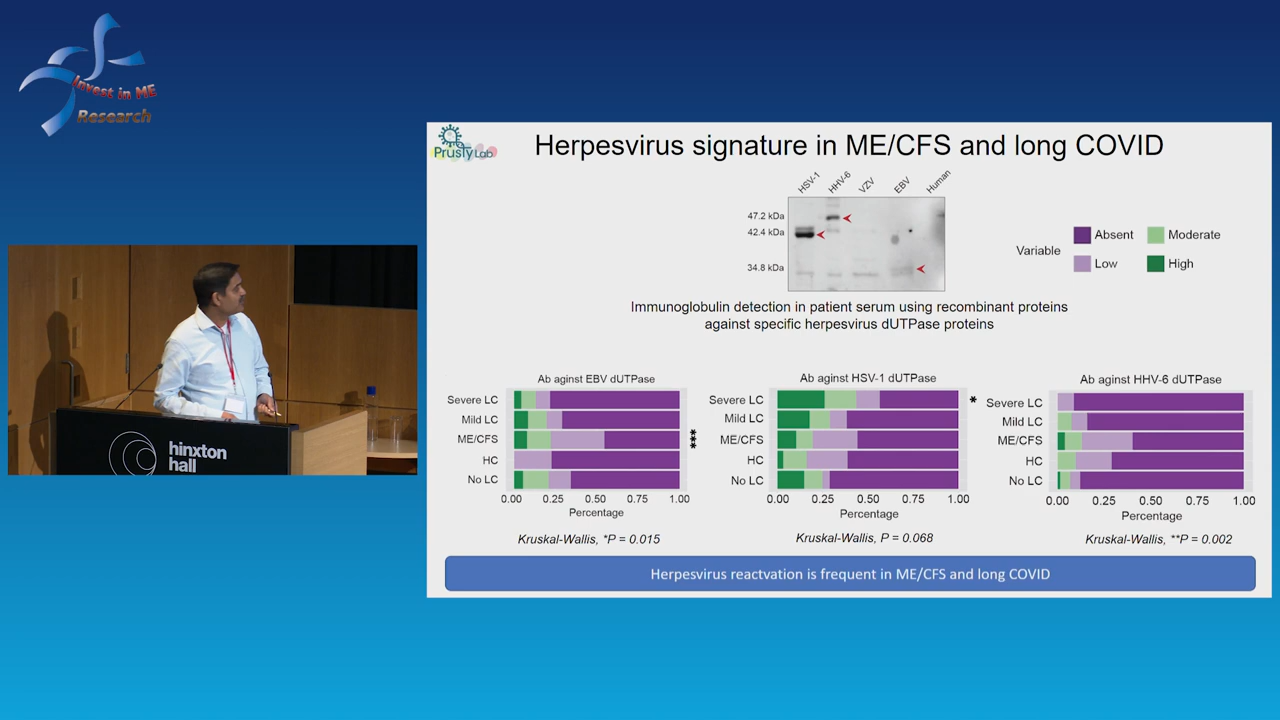 Invest in ME
Research
hinxton
hall
Prusty Lab
Herpesvirus signature in ME/CFS and long COVID
HSV-1
HHV-6
VZV
EBV
Human
47.2 kDa
42.4 kDa
34.8 kDa
Variable
Absent
Moderate
Low
High
Immunoglobulin detection in patient serum using recombinant proteins
against specific herpesvirus dUTPase proteins
Ab aginst EBV dUTPase
Severe LC
Mild LC
ME/CFS
HC
No LC
***
0.00 0.25 0.50 0.75 1.00
Percentage
Kruskal-Wallis, *P = 0.015
Ab against HSV-1 dUTPase
Severe LC
Mild LC
ME/CFS
HC
No LC
*
0.00 0.25 0.50 0.75 1.00
Percentage
Kruskal-Wallis, P = 0.068
Ab against HHV-6 dUTPase
Severe LC
Mild LC
ME/CFS
HC
No LC
0.00 0.25 0.50 0.75 1.00
Percentage
Kruskal-Wallis, **P = 0.002
Herpesvirus reactvation is frequent in ME/CFS and long COVID